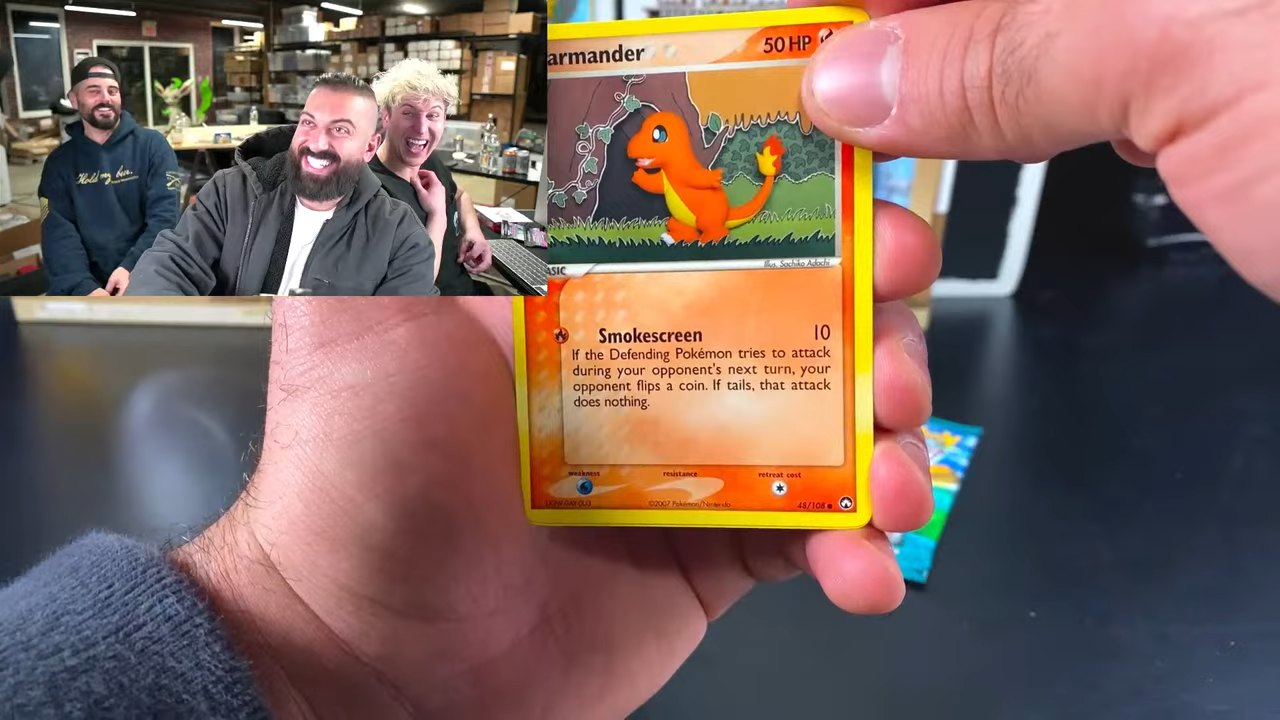 armander 50 HP
ASIC
Illus. Sachiko Adachi
Smokescreen 10
If the Defending Pokémon tries to attack
during your opponent's next turn, your
opponent flips a coin. If tails, that attack
does nothing.
weakness resistance retreat cost
©2007 Pokémon/Nintendo
48/108